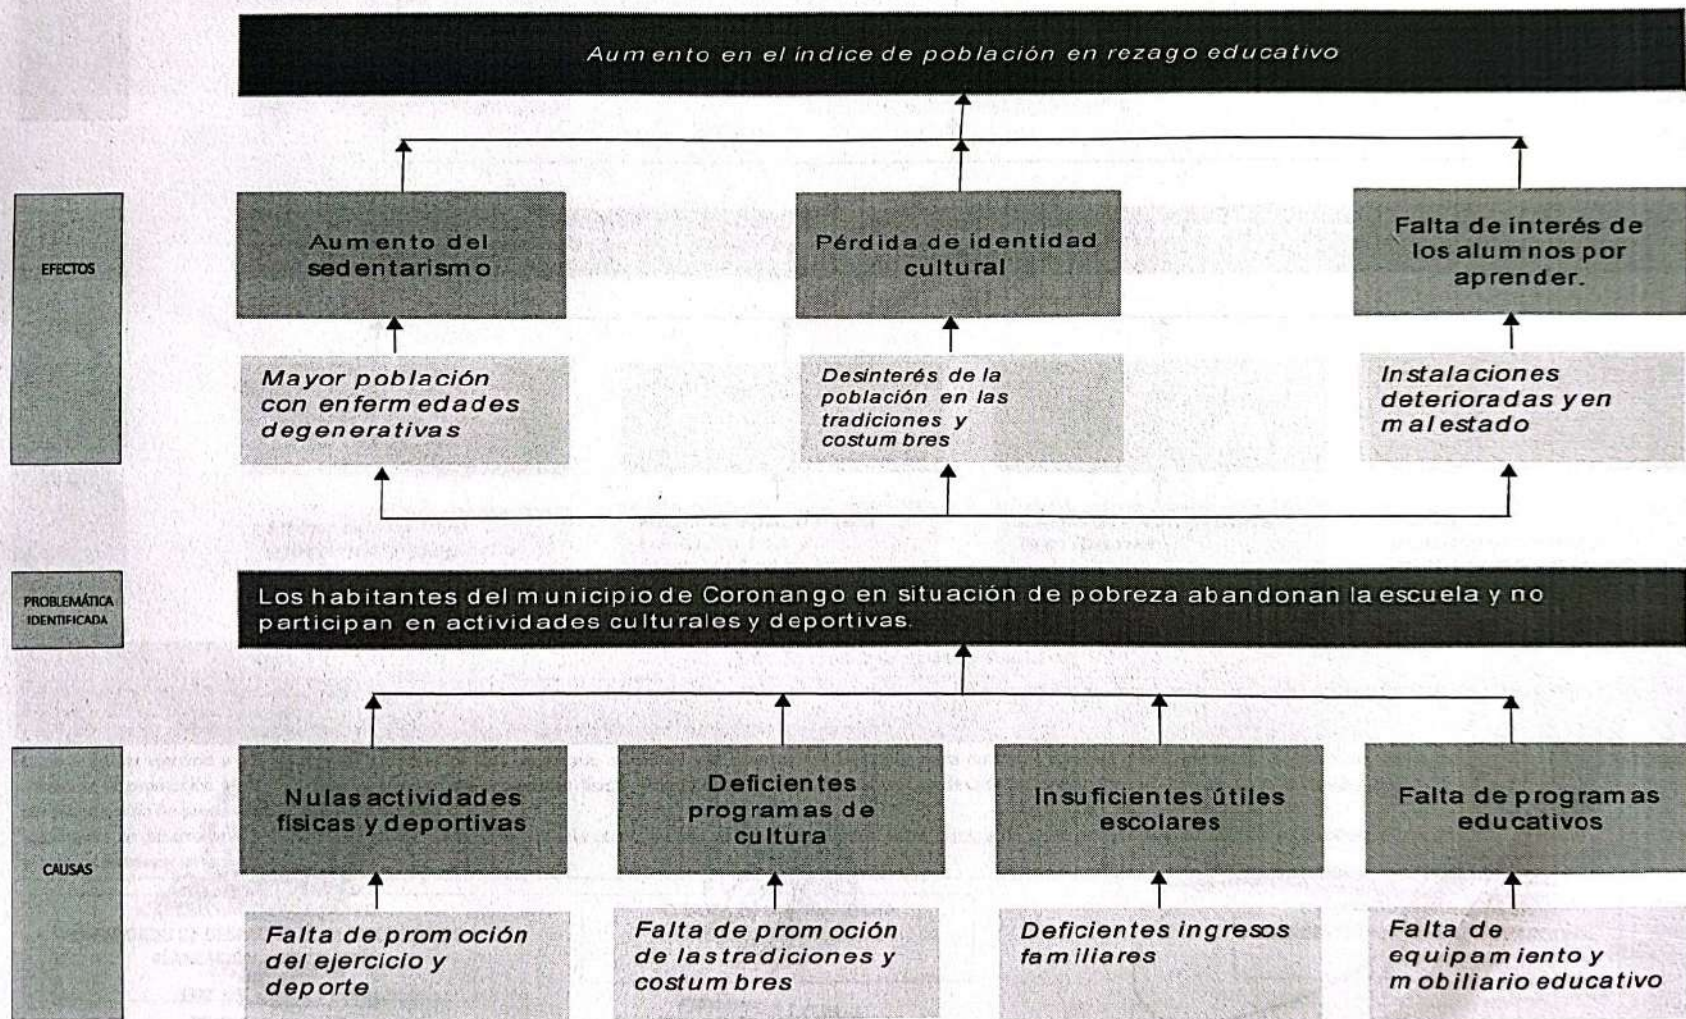 Aumento en el índice de población en rezago educativo
EFECTOS
Aumento del
sedentarismo
Pérdida de identidad
cultural
Falta de interés de
los alumnos por
aprender.
Mayor población
con enfermedades
degenerativas
Desinterés de la
población en las
tradiciones y
costumbres
Instalaciones
deterioradas y en
mal estado
PROBLEMÁTICA
IDENTIFICADA
Los habitantes del municipio de Coronango en situación de pobreza abandonan la escuela y no
participan en actividades culturales y deportivas.
CAUSAS
Nulas actividades
físicas y deportivas
Deficientes
programas de
cultura
Insuficientes útiles
escolares
Falta de programas
educativos
Falta de promoción
del ejercicio y
deporte
Falta de promoción
de las tradiciones y
costumbres
Deficientes ingresos
familiares
Falta de
equipamiento y
mobiliario educativo